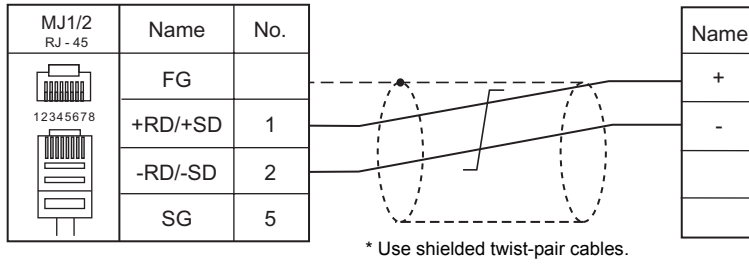 MJ1/2 Name No. Name
RJ - 45
FG +
12345678
+RD/+SD 1 -
-RD/-SD 2
SG 5
* Use shielded twist-pair cables.